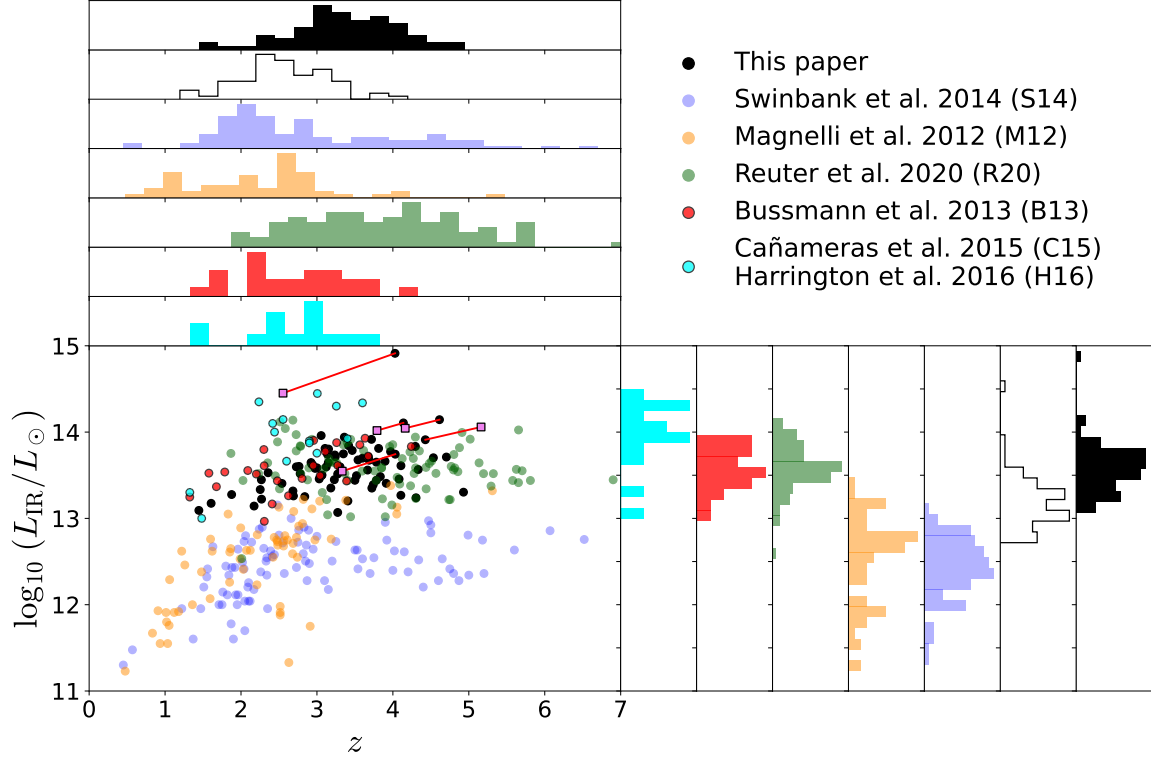 This paper
Swinbank et al. 2014 (S14)
Magnelli et al. 2012 (M12)
Reuter et al. 2020 (R20)
Bussmann et al. 2013 (B13)
Cañameras et al. 2015 (C15)
Harrington et al. 2016 (H16)
15
14
13
12
11
log₁₀ (L_IR/L_⊙)
0 1 2 3 4 5 6 7
z